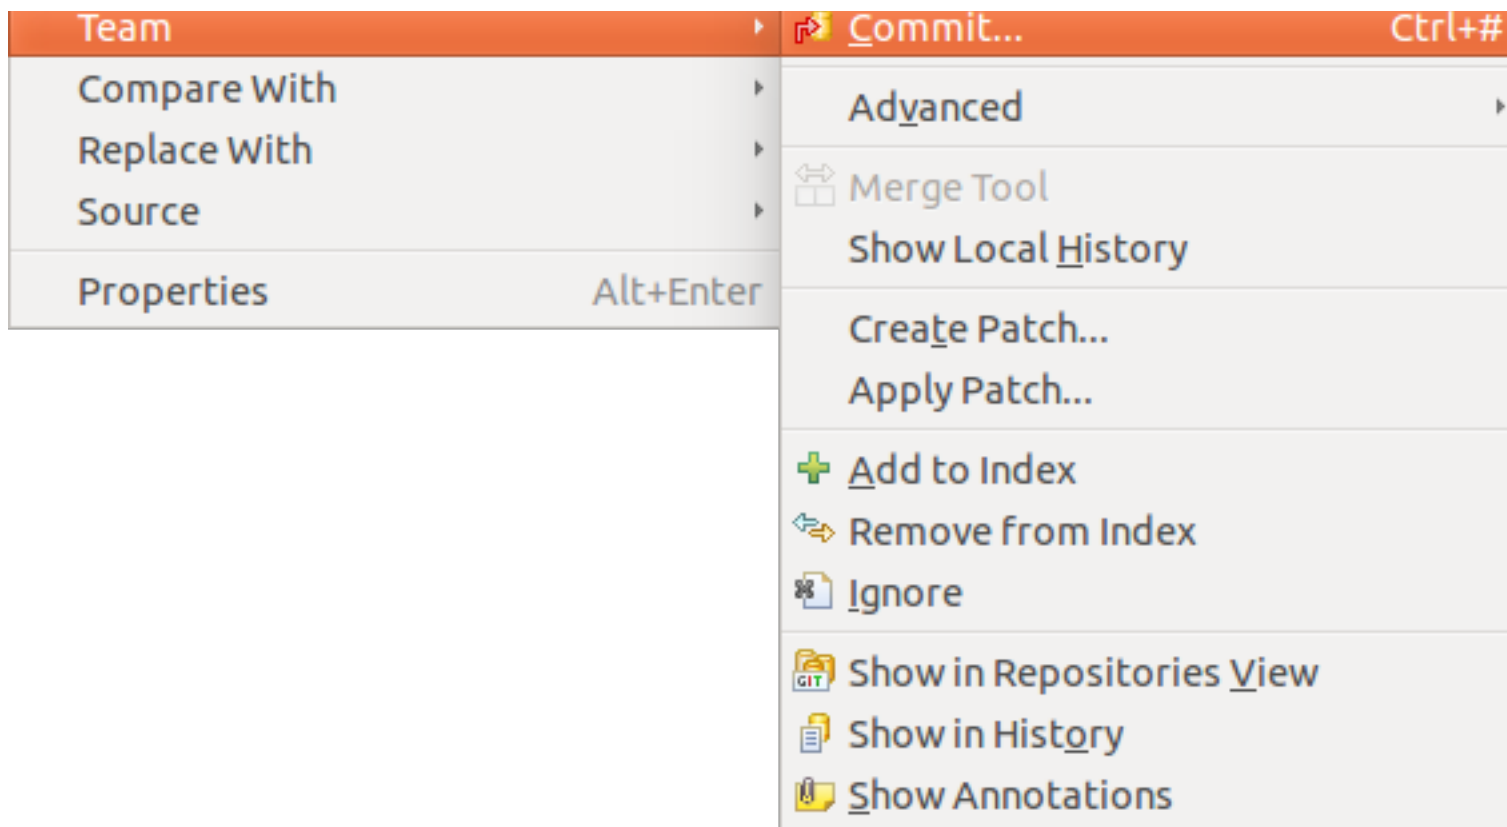 Team
Compare With
Replace With
Source
Properties Alt+Enter
Commit... Ctrl+#
Advanced
Merge Tool
Show Local History
Create Patch...
Apply Patch...
Add to Index
Remove from Index
Ignore
GIT Show in Repositories View
Show in History
Show Annotations